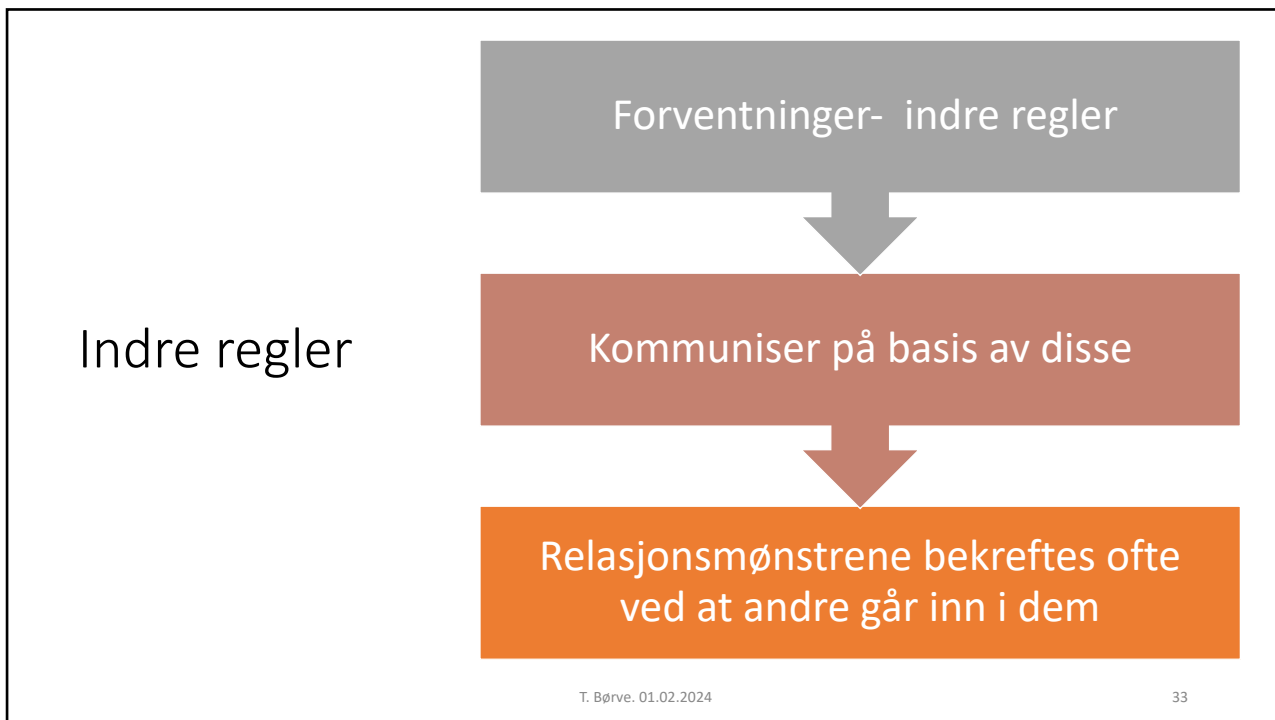 Indre regler
Forventninger-  indre regler
Kommuniser på basis av disse
Relasjonsmønstrene bekreftes ofte
ved at andre går inn i dem
T. Børve. 01.02.2024
33